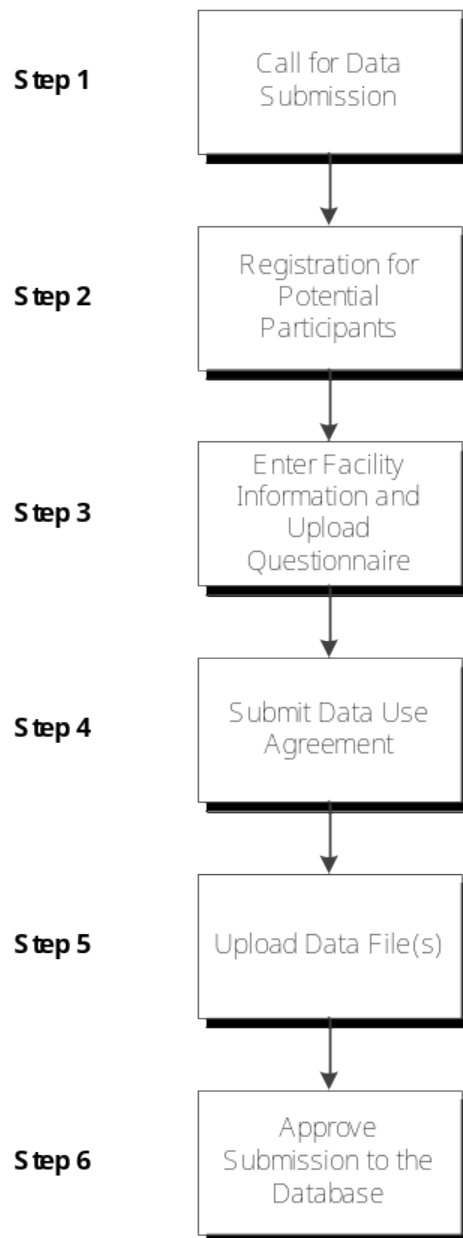 Step 1
Call for Data
Submission
Step 2
Registration for
Potential
Participants
Step 3
Enter Facility
Information and
Upload
Questionnaire
Step 4
Submit Data Use
Agreement
Step 5
Upload Data File(s)
Step 6
Approve
Submission to the
Database